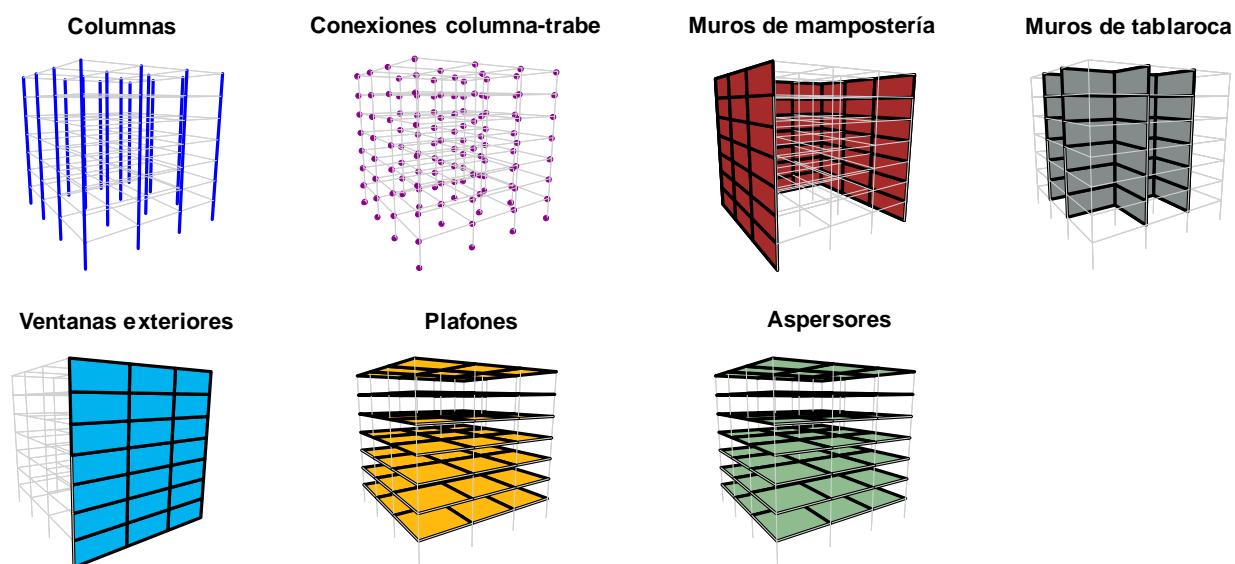 Columnas
Conexiones columna-trabe
Muros de mampostería
Muros de tablaroca
Ventanas exteriores
Plafones
Aspersores